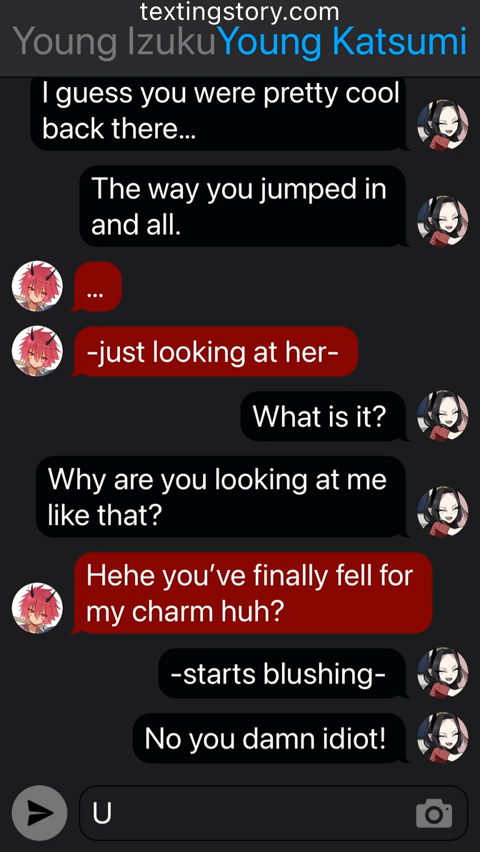 textingstory.com
Young IzukuYoung Katsumi
I guess you were pretty cool
back there...
The way you jumped in
and all.
...
-just looking at her-
What is it?
Why are you looking at me
like that?
Hehe you’ve finally fell for
my charm huh?
-starts blushing-
No you damn idiot!
U